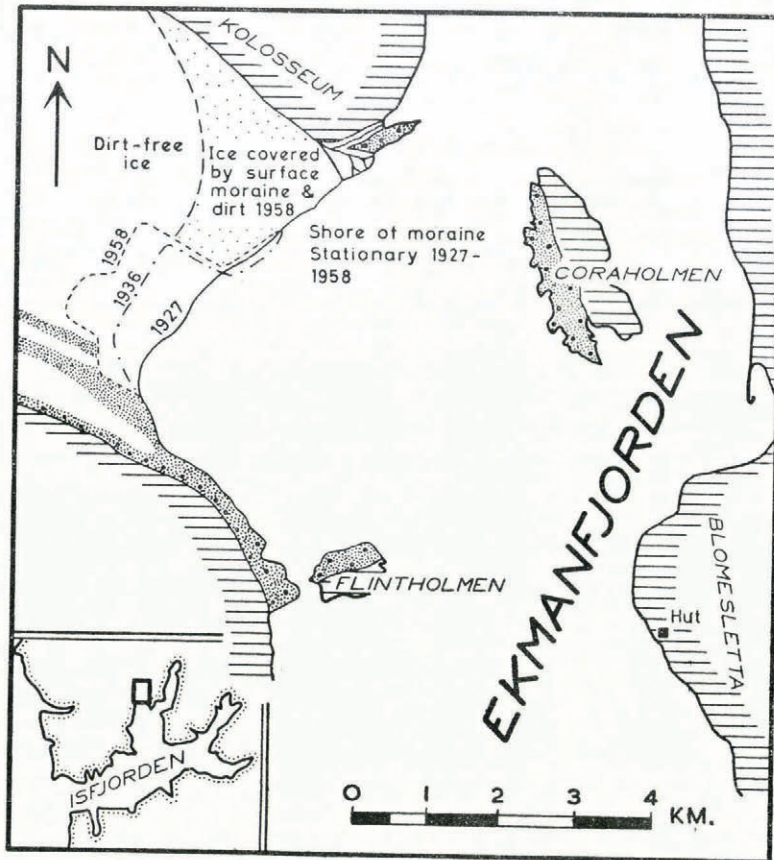 KOLOSSEUM
N
Dirt-free
ice
Ice covered
by surface
moraine &
dirt 1958
Shore of moraine
Stationary 1927-
1958
1958
1936
1927
CORAHOLMEN
EKMANFJORDEN
FLINTHOLMEN
BLOMESLETTA
Hut
ISFJORDEN
0 1 2 3 4 KM.